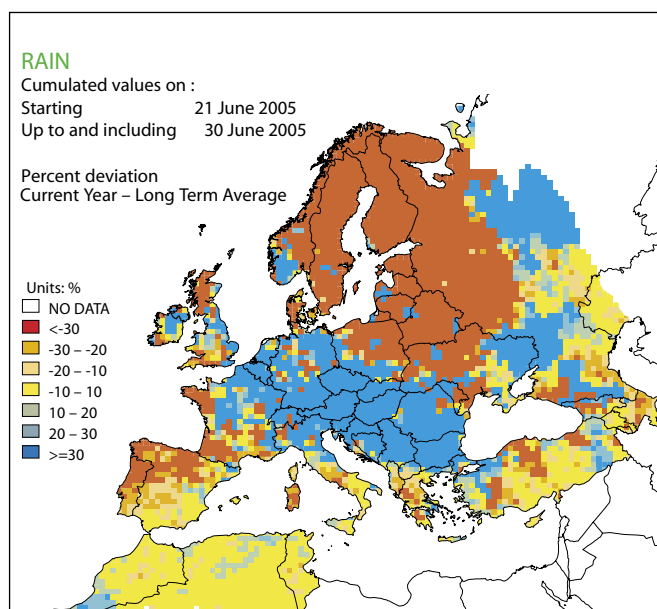 RAIN
Cumulated values on :
Starting 21 June 2005
Up to and including 30 June 2005
Percent deviation
Current Year – Long Term Average
Units: %
NO DATA
<-30
-30 – -20
-20 – -10
-10 – 10
10 – 20
20 – 30
>=30